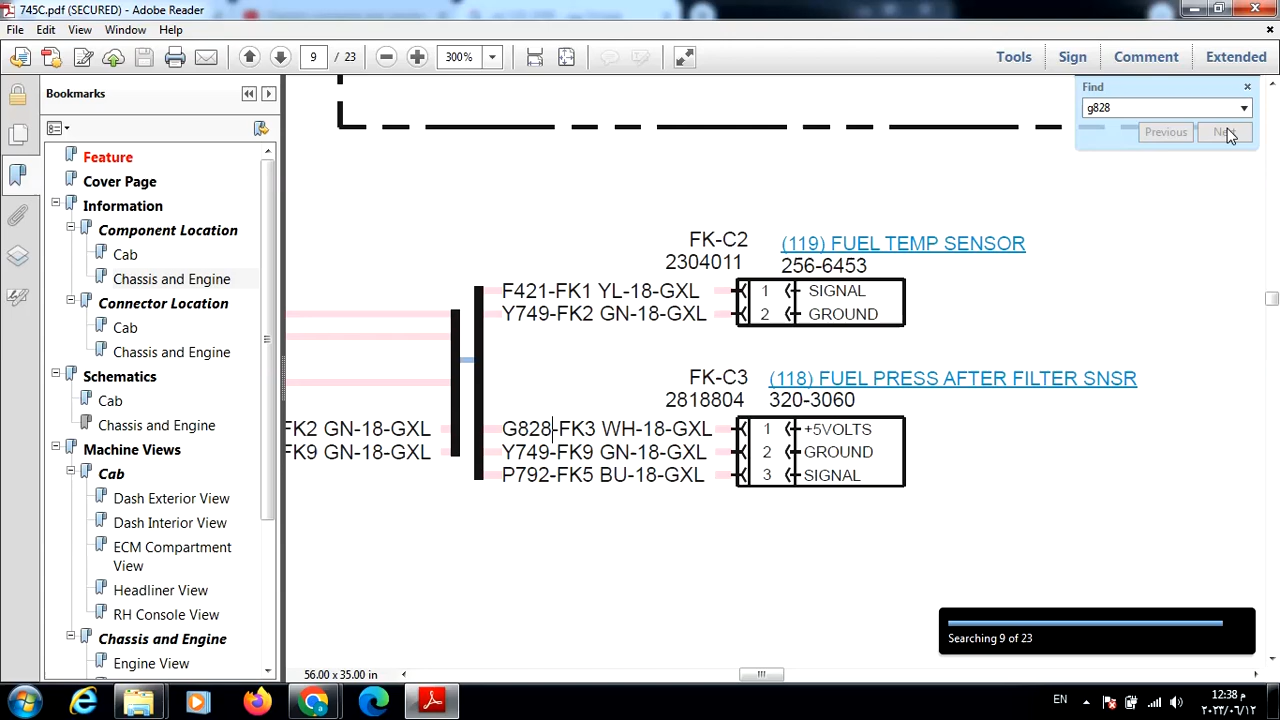 745C.pdf (SECURED) - Adobe Reader
File Edit View Window Help
9 / 23 300% Tools Sign Comment Extended
Bookmarks
Feature
Cover Page
Information
Component Location
Cab
Chassis and Engine
Connector Location
Cab
Chassis and Engine
Schematics
Cab
Chassis and Engine
Machine Views
Cab
Dash Exterior View
Dash Interior View
ECM Compartment
View
Headliner View
RH Console View
Chassis and Engine
Engine View
Find
g828
Previous
FK-C2 (119) FUEL TEMP SENSOR
2304011 256-6453
F421-FK1 YL-18-GXL 1 SIGNAL
Y749-FK2 GN-18-GXL 2 GROUND
FK-C3 (118) FUEL PRESS AFTER FILTER SNSR
2818804 320-3060
FK2 GN-18-GXL G828-FK3 WH-18-GXL 1 +5VOLTS
FK9 GN-18-GXL Y749-FK9 GN-18-GXL 2 GROUND
P792-FK5 BU-18-GXL 3 SIGNAL
Searching 9 of 23
56.00 x 35.00 in
EN
12:38 م
٢٠٢٣/٠٦/١٢